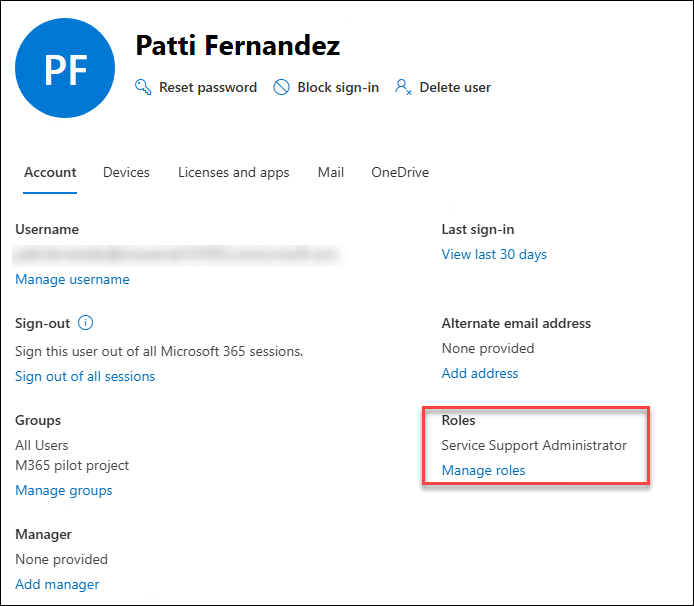 PF
Patti Fernandez
Reset password Block sign-in Delete user
Account Devices Licenses and apps Mail OneDrive
Username
Manage username
Last sign-in
View last 30 days
Sign-out
Sign this user out of all Microsoft 365 sessions.
Sign out of all sessions
Alternate email address
None provided
Add address
Groups
All Users
M365 pilot project
Manage groups
Roles
Service Support Administrator
Manage roles
Manager
None provided
Add manager